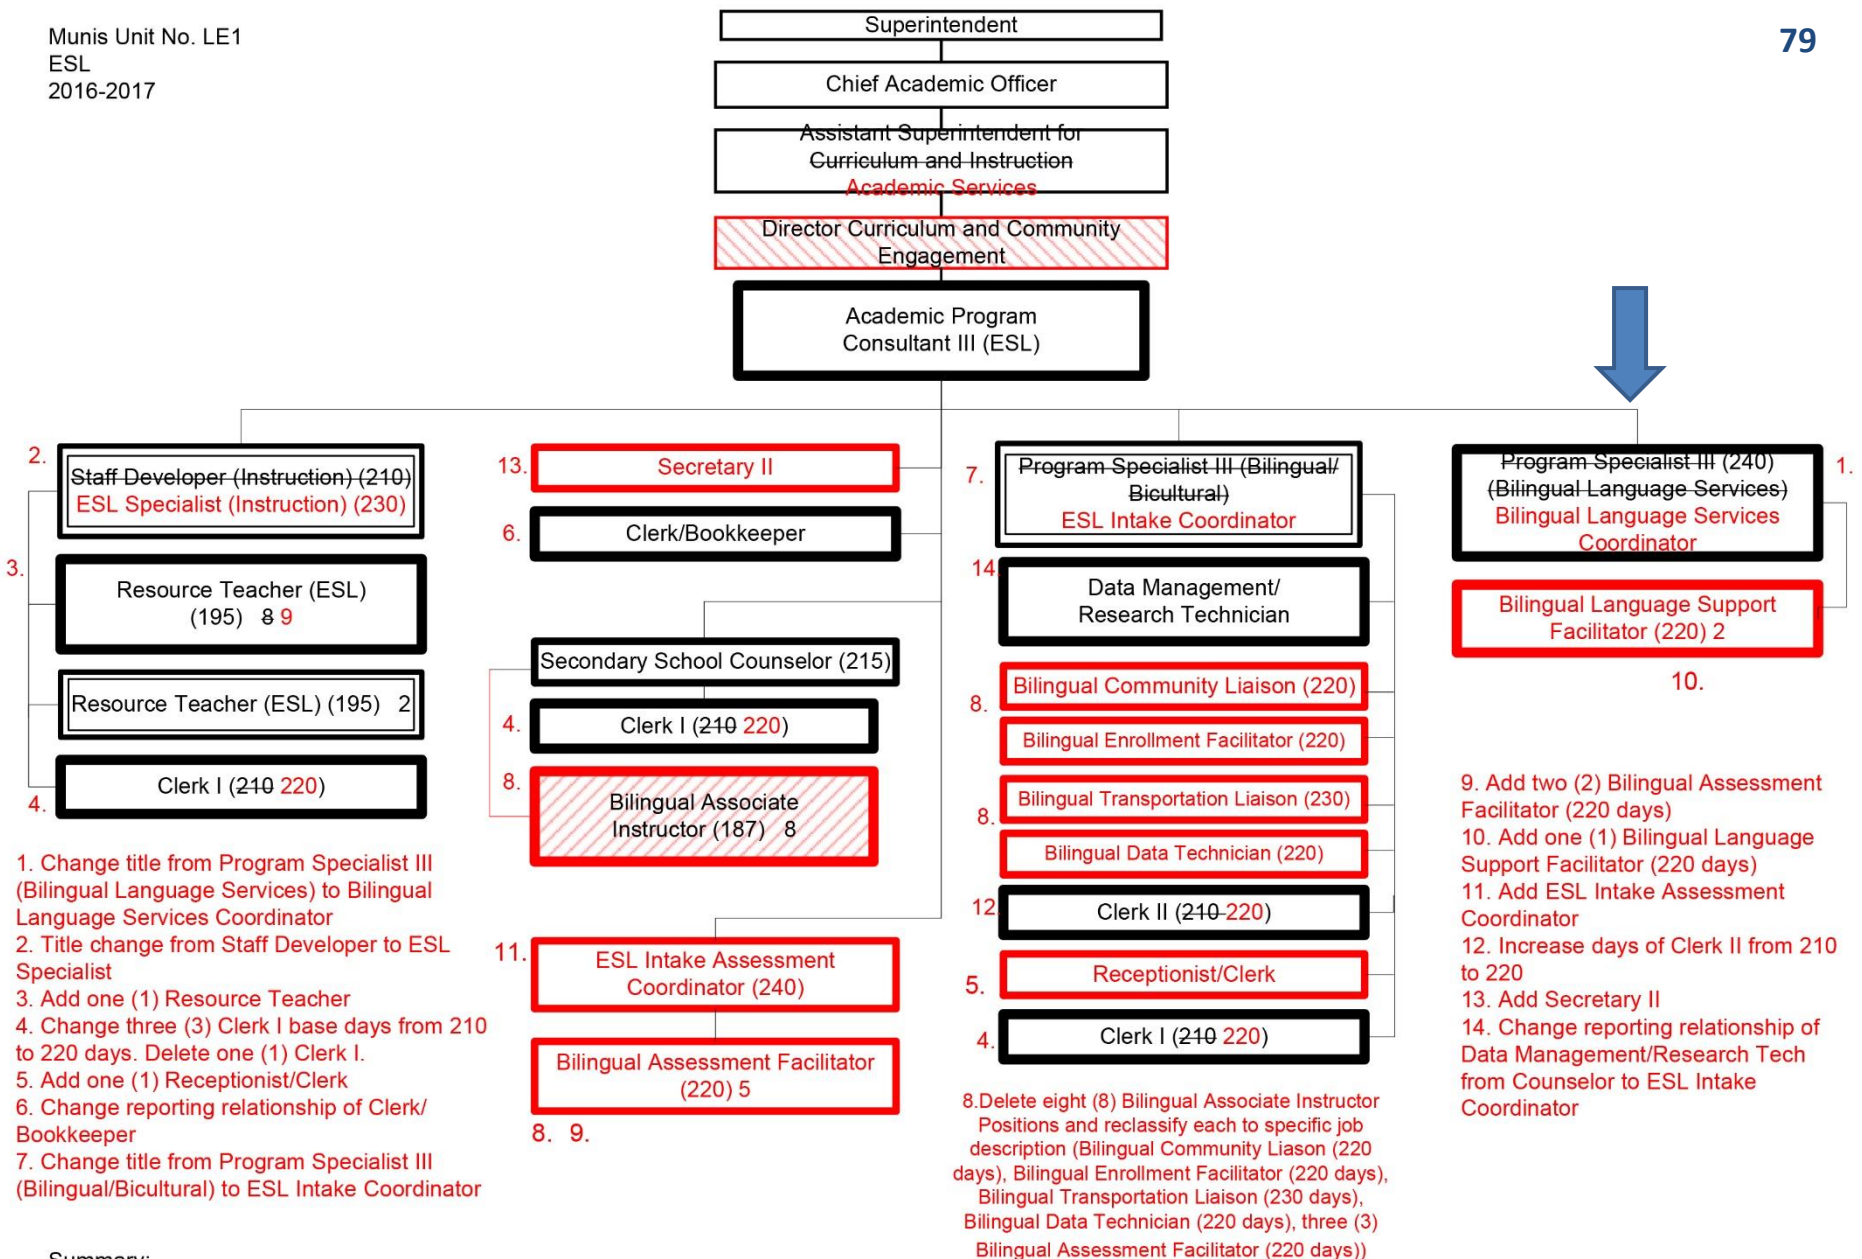 Munis Unit No. LE1
ESL
2016-2017
79
Superintendent
Chief Academic Officer
Assistant Superintendent for
Curriculum and Instruction
Academic Services
Director Curriculum and Community
Engagement
Academic Program
Consultant III (ESL)
2.
Staff Developer (Instruction) (210)
ESL Specialist (Instruction) (230)
3.
Resource Teacher (ESL)
(195) 8 9
Resource Teacher (ESL) (195) 2
4.
Clerk I (210 220)
13.
Secretary II
6.
Clerk/Bookkeeper
Secondary School Counselor (215)
4.
Clerk I (210 220)
8.
Bilingual Associate
Instructor (187) 8
11.
ESL Intake Assessment
Coordinator (240)
Bilingual Assessment Facilitator
(220) 5
8. 9.
7.
Program Specialist III (Bilingual/
Bicultural)
ESL Intake Coordinator
14.
Data Management/
Research Technician
8.
Bilingual Community Liaison (220)
Bilingual Enrollment Facilitator (220)
8.
Bilingual Transportation Liaison (230)
Bilingual Data Technician (220)
12.
Clerk II (210 220)
5.
Receptionist/Clerk
4.
Clerk I (210 220)
1.
Program Specialist III (240)
(Bilingual Language Services)
Bilingual Language Services
Coordinator
Bilingual Language Support
Facilitator (220) 2
10.
1. Change title from Program Specialist III
(Bilingual Language Services) to Bilingual
Language Services Coordinator
2. Title change from Staff Developer to ESL
Specialist
3. Add one (1) Resource Teacher
4. Change three (3) Clerk I base days from 210
to 220 days. Delete one (1) Clerk I.
5. Add one (1) Receptionist/Clerk
6. Change reporting relationship of Clerk/
Bookkeeper
7. Change title from Program Specialist III
(Bilingual/Bicultural) to ESL Intake Coordinator
8.Delete eight (8) Bilingual Associate Instructor
Positions and reclassify each to specific job
description (Bilingual Community Liason (220
days), Bilingual Enrollment Facilitator (220 days),
Bilingual Transportation Liaison (230 days),
Bilingual Data Technician (220 days), three (3)
Bilingual Assessment Facilitator (220 days))
9. Add two (2) Bilingual Assessment
Facilitator (220 days)
10. Add one (1) Bilingual Language
Support Facilitator (220 days)
11. Add ESL Intake Assessment
Coordinator
12. Increase days of Clerk II from 210
to 220
13. Add Secretary II
14. Change reporting relationship of
Data Management/Research Tech
from Counselor to ESL Intake
Coordinator
Summary: